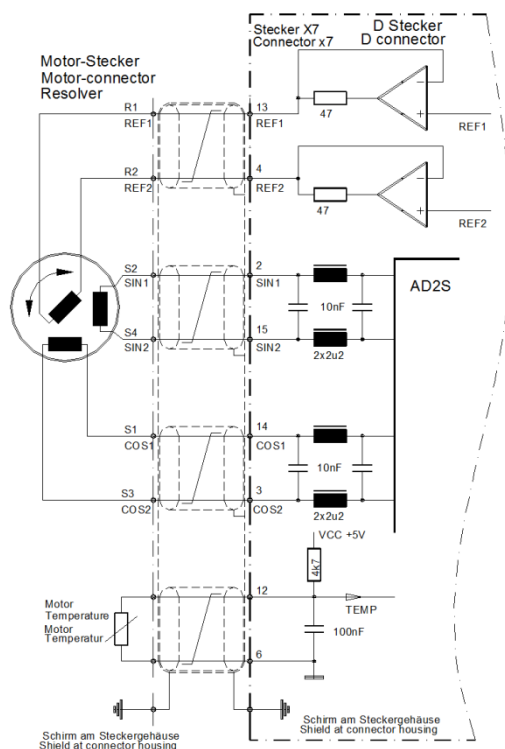 Stecker X7
Connector x7
D Stecker
D connector
Motor-Stecker
Motor-connector
Resolver
R1
REF1
13
REF1
47
REF1
R2
REF2
4
REF2
47
REF2
S2
SIN1
2
SIN1
10nF
AD2S
S4
SIN2
15
SIN2
2x2u2
S1
COS1
14
COS1
10nF
S3
COS2
3
COS2
2x2u2
VCC +5V
4k7
12
TEMP
Motor
Temperature
Motor
Temperatur
100nF
6
Schirm am Steckergehäuse
Shield at connector housing
Schirm am Steckergehäuse
Shield at connector housing